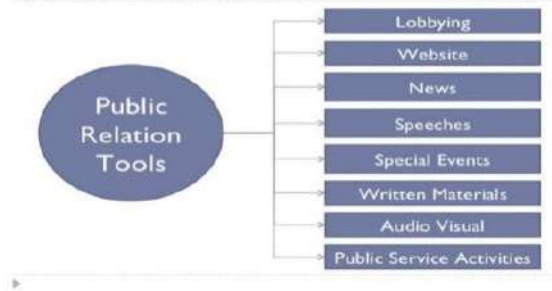 Public
Relation
Tools
Lobbying
Website
News
Speeches
Special Events
Written Materials
Audio Visual
Public Service Activities